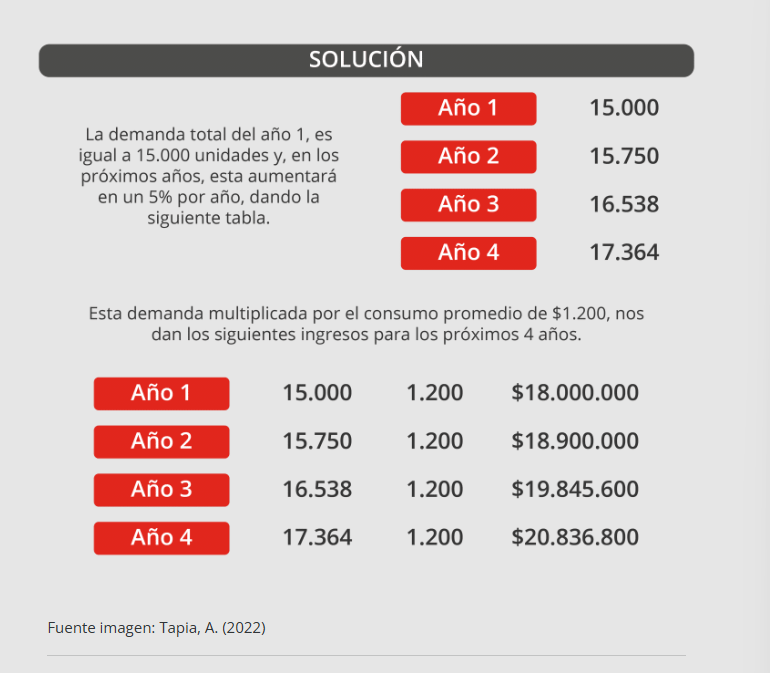 SOLUCIÓN
La demanda total del año 1, es
igual a 15.000 unidades y, en los
próximos años, esta aumentará
en un 5% por año, dando la
siguiente tabla.
Año 1 15.000
Año 2 15.750
Año 3 16.538
Año 4 17.364
Esta demanda multiplicada por el consumo promedio de $1.200, nos
dan los siguientes ingresos para los próximos 4 años.
Año 1 15.000 1.200 $18.000.000
Año 2 15.750 1.200 $18.900.000
Año 3 16.538 1.200 $19.845.600
Año 4 17.364 1.200 $20.836.800
Fuente imagen: Tapia, A. (2022)